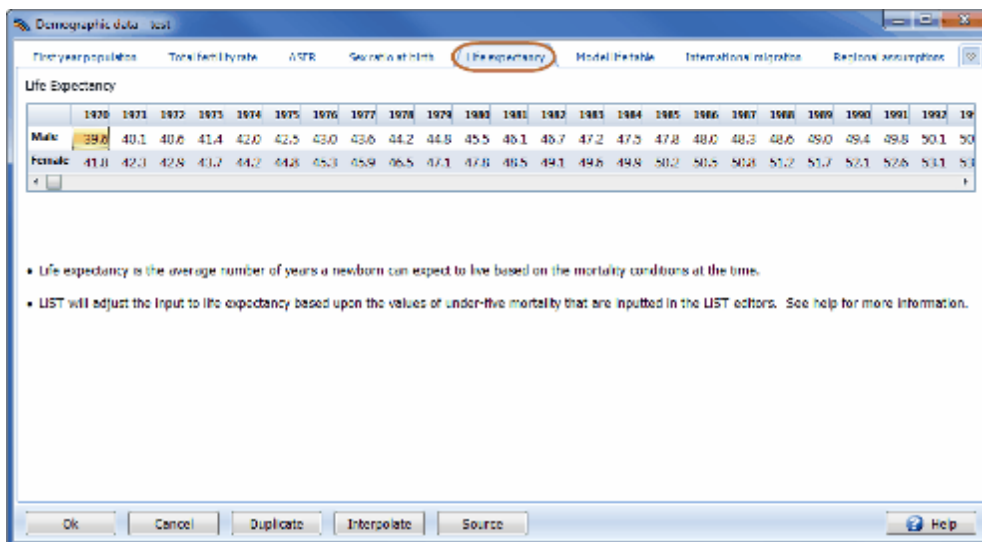 Demographic data test
First year population Total fertility rate ASFR Sex ratio at birth Life expectancy Model life table International migration Regional assumptions
Life Expectancy
1970 1971 1972 1973 1974 1975 1976 1977 1978 1979 1980 1981 1982 1983 1984 1985 1986 1987 1988 1989 1990 1991 1992 19
Male 39.6 40.1 40.6 41.4 42.0 42.5 43.0 43.6 44.2 44.8 45.5 46.1 46.7 47.2 47.5 47.8 48.0 48.3 48.6 49.0 49.4 49.8 50.1 50
Female 41.8 42.3 42.9 43.7 44.2 44.8 45.3 45.9 46.5 47.1 47.8 48.5 49.1 49.6 49.9 50.2 50.5 50.8 51.2 51.7 52.1 52.6 53.1 53
• Life expectancy is the average number of years a newborn can expect to live based on the mortality conditions at the time.
• LIST will adjust the input to life expectancy based upon the values of under-five mortality that are inputted in the LIST editors. See help for more information.
Ok Cancel Duplicate Interpolate Source Help